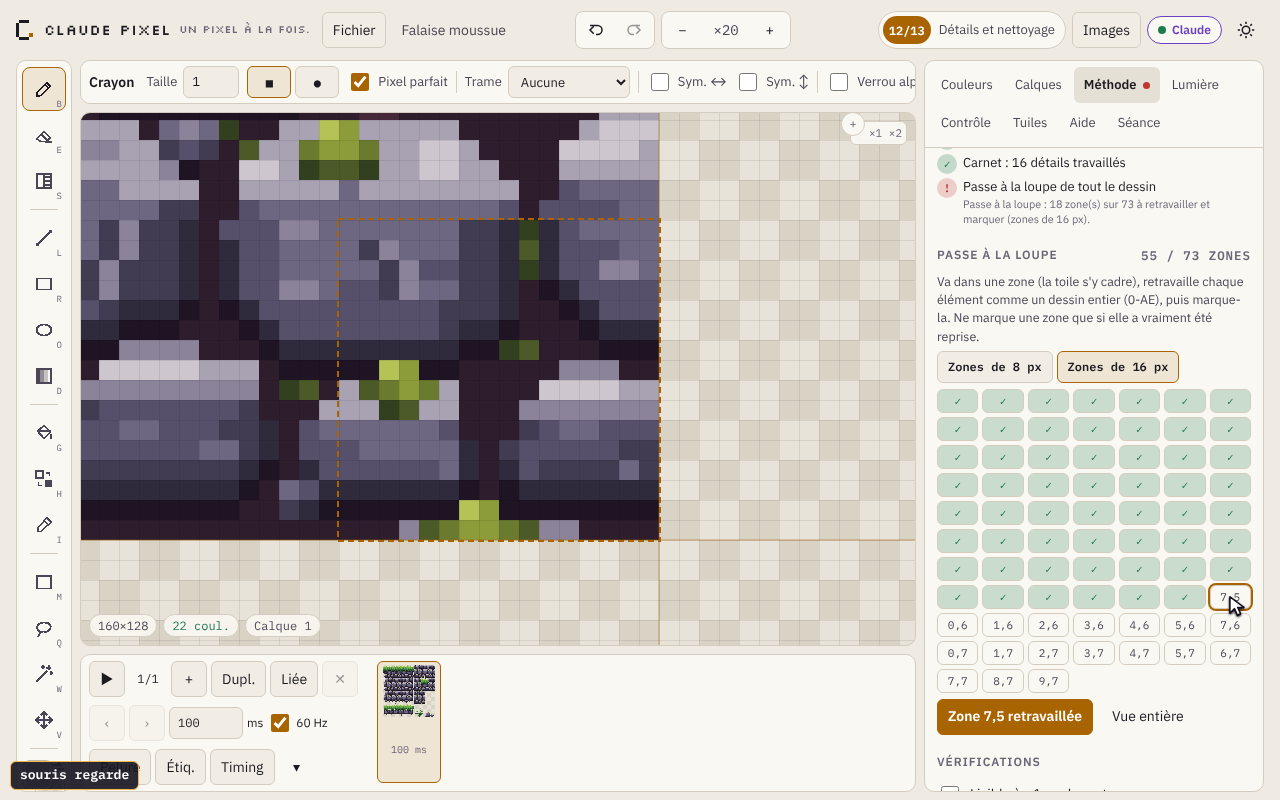 CLAUDE PIXEL UN PIXEL À LA FOIS. Fichier Falaise moussue − ×20 + 12/13 Détails et nettoyage Images Claude
Crayon Taille 1 Pixel parfait Trame Aucune Sym. ↔ Sym. ↕ Verrou alp
B
E
S
L
R
O
D
G
H
I
M
Q
W
V
+ ×1 ×2
160×128 22 coul. Calque 1
1/1 + Dupl. Liée ×
‹ › 100 ms 60 Hz
Étiq. Timing ▼
100 ms
souris regarde
Couleurs Calques Méthode Lumière
Contrôle Tuiles Aide Séance
✓ Carnet : 16 détails travaillés
! Passe à la loupe de tout le dessin
Passe à la loupe : 18 zone(s) sur 73 à retravailler et
marquer (zones de 16 px).
PASSE À LA LOUPE 55 / 73 ZONES
Va dans une zone (la toile s'y cadre), retravaille chaque
élément comme un dessin entier (0-AE), puis marque-
la. Ne marque une zone que si elle a vraiment été
reprise.
Zones de 8 px Zones de 16 px
✓ ✓ ✓ ✓ ✓ ✓ ✓
✓ ✓ ✓ ✓ ✓ ✓ ✓
✓ ✓ ✓ ✓ ✓ ✓ ✓
✓ ✓ ✓ ✓ ✓ ✓ ✓
✓ ✓ ✓ ✓ ✓ ✓ ✓
✓ ✓ ✓ ✓ ✓ ✓ ✓
✓ ✓ ✓ ✓ ✓ ✓ ✓
✓ ✓ ✓ ✓ ✓ ✓ 7,5
0,6 1,6 2,6 3,6 4,6 5,6 7,6
0,7 1,7 2,7 3,7 4,7 5,7 6,7
7,7 8,7 9,7
Zone 7,5 retravaillée Vue entière
VÉRIFICATIONS